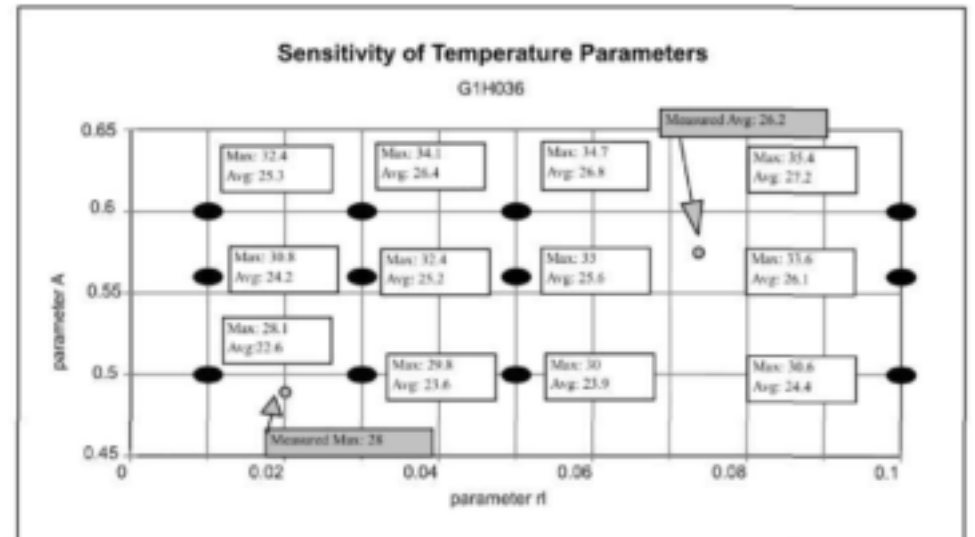 Sensitivity of Temperature Parameters
G1H036
Measured Avg: 26.2
0.65
Max: 32.4
Avg: 25.3
Max: 34.1
Avg: 26.4
Max: 34.7
Avg: 26.8
Max: 35.4
Avg: 27.2
0.6
Max: 30.8
Avg: 24.2
Max: 32.4
Avg: 25.2
Max: 33
Avg: 25.6
Max: 33.6
Avg: 26.1
0.55
parameter A
Max: 28.1
Avg:22.6
Max: 29.8
Avg: 23.6
Max: 30
Avg: 23.9
Max: 30.6
Avg: 24.4
0.5
Measured Max: 28
0.45
0
0.02
0.04
0.06
0.08
0.1
parameter rl